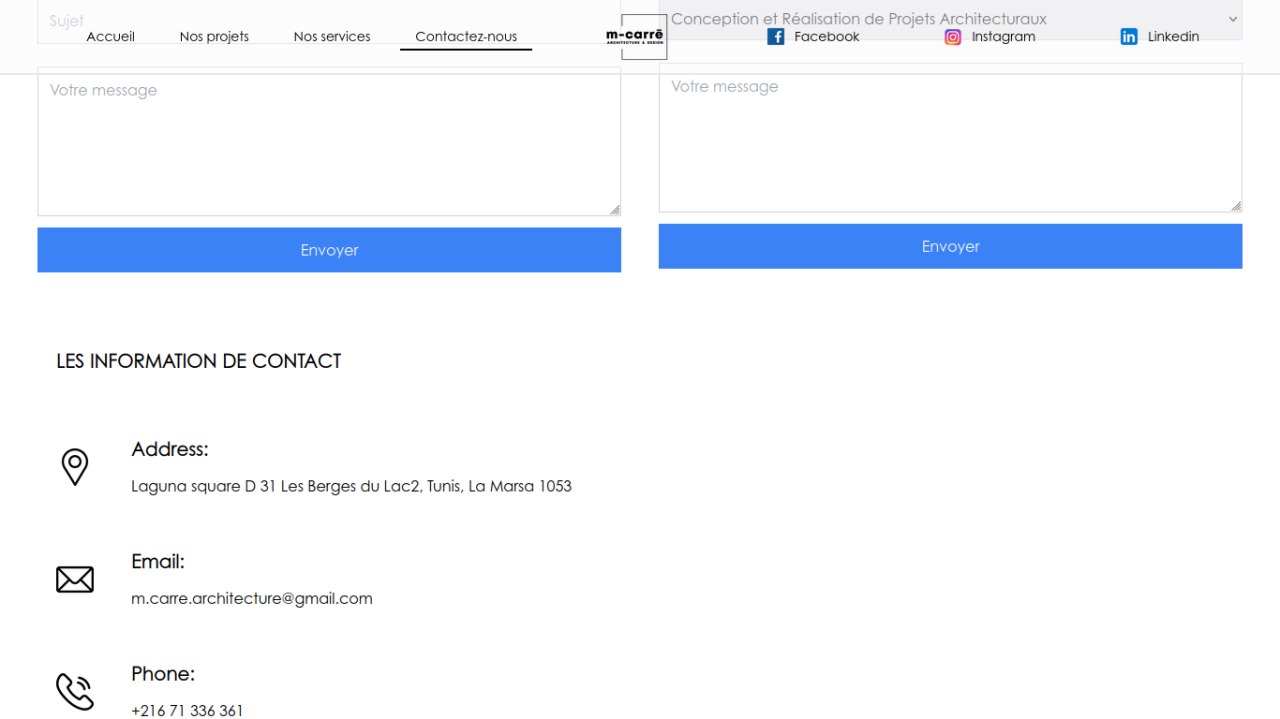 Sujet
Conception et Réalisation de Projets Architecturaux
Accueil
Nos projets
Nos services
Contactez-nous
m-carré
ARCHITECTURE & DESIGN
Facebook
Instagram
Linkedin
Votre message
Votre message
Envoyer
Envoyer
LES INFORMATION DE CONTACT
Address:
Laguna square D 31 Les Berges du Lac2, Tunis, La Marsa 1053
Email:
m.carre.architecture@gmail.com
Phone:
+216 71 336 361